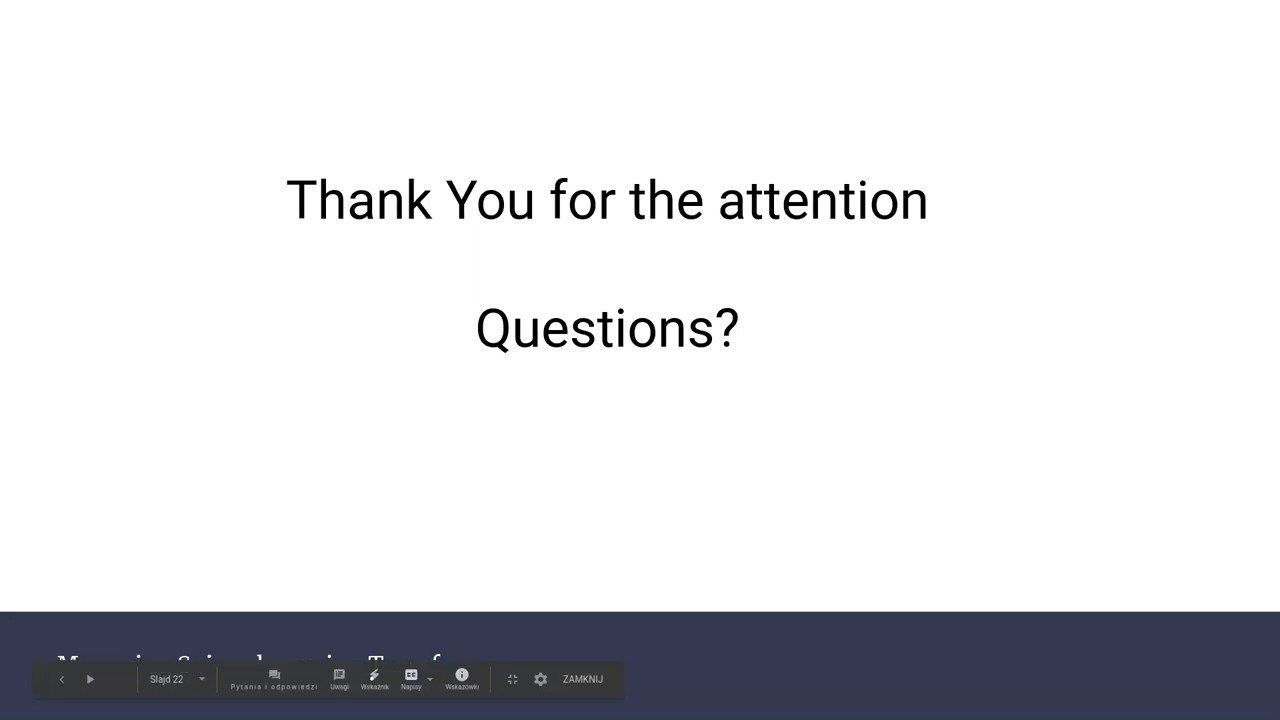 Thank You for the attention
Questions?
Slajd 22
Pytania i odpowiedzi
Uwagi
Wskaźnik
Napisy
Wskazówki
ZAMKNIJ